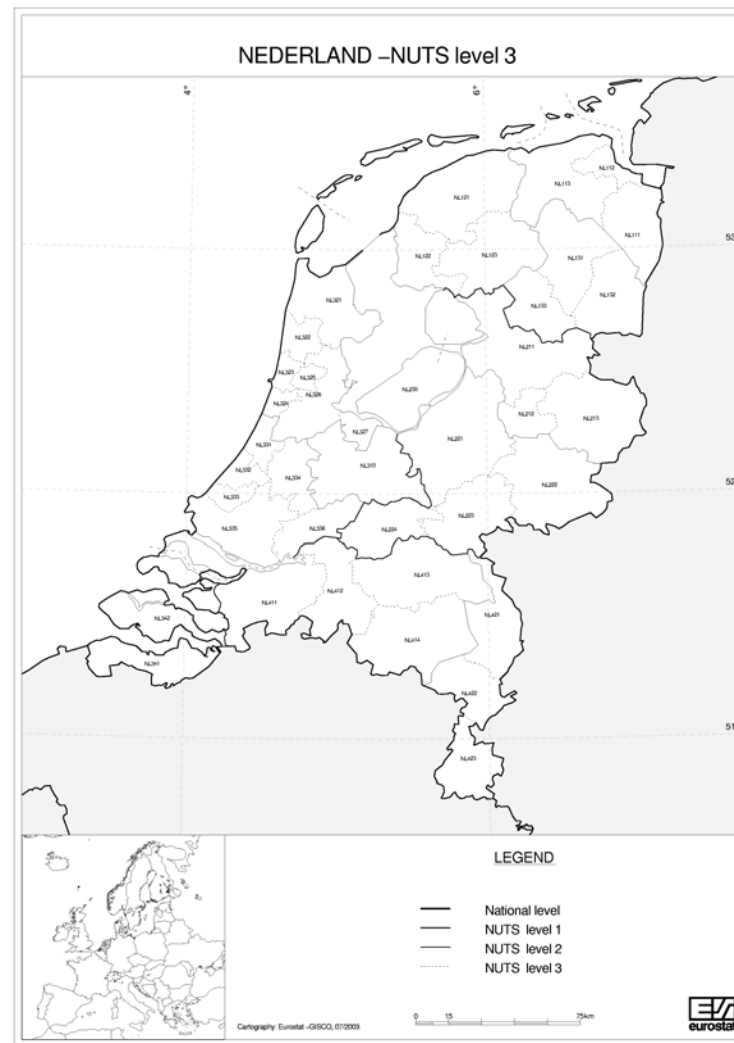 NEDERLAND –NUTS level 3
4°
6°
NL112
NL113
NL121
NL111
53
NL122
NL123
NL131
NL132
NL321
NL133
NL322
NL211
NL323
NL325
NL326
NL230
NL324
NL212
NL213
NL327
NL331
NL221
NL332
NL310
NL334
NL222
52
NL333
NL223
NL335
NL336
NL224
NL413
NL412
NL411
NL421
NL342
NL414
NL341
NL422
51
NL423
LEGEND
National level
NUTS level 1
NUTS level 2
NUTS level 3
Cartography: Eurostat –GISCO, 07/2003
0 15 75km
eurostat